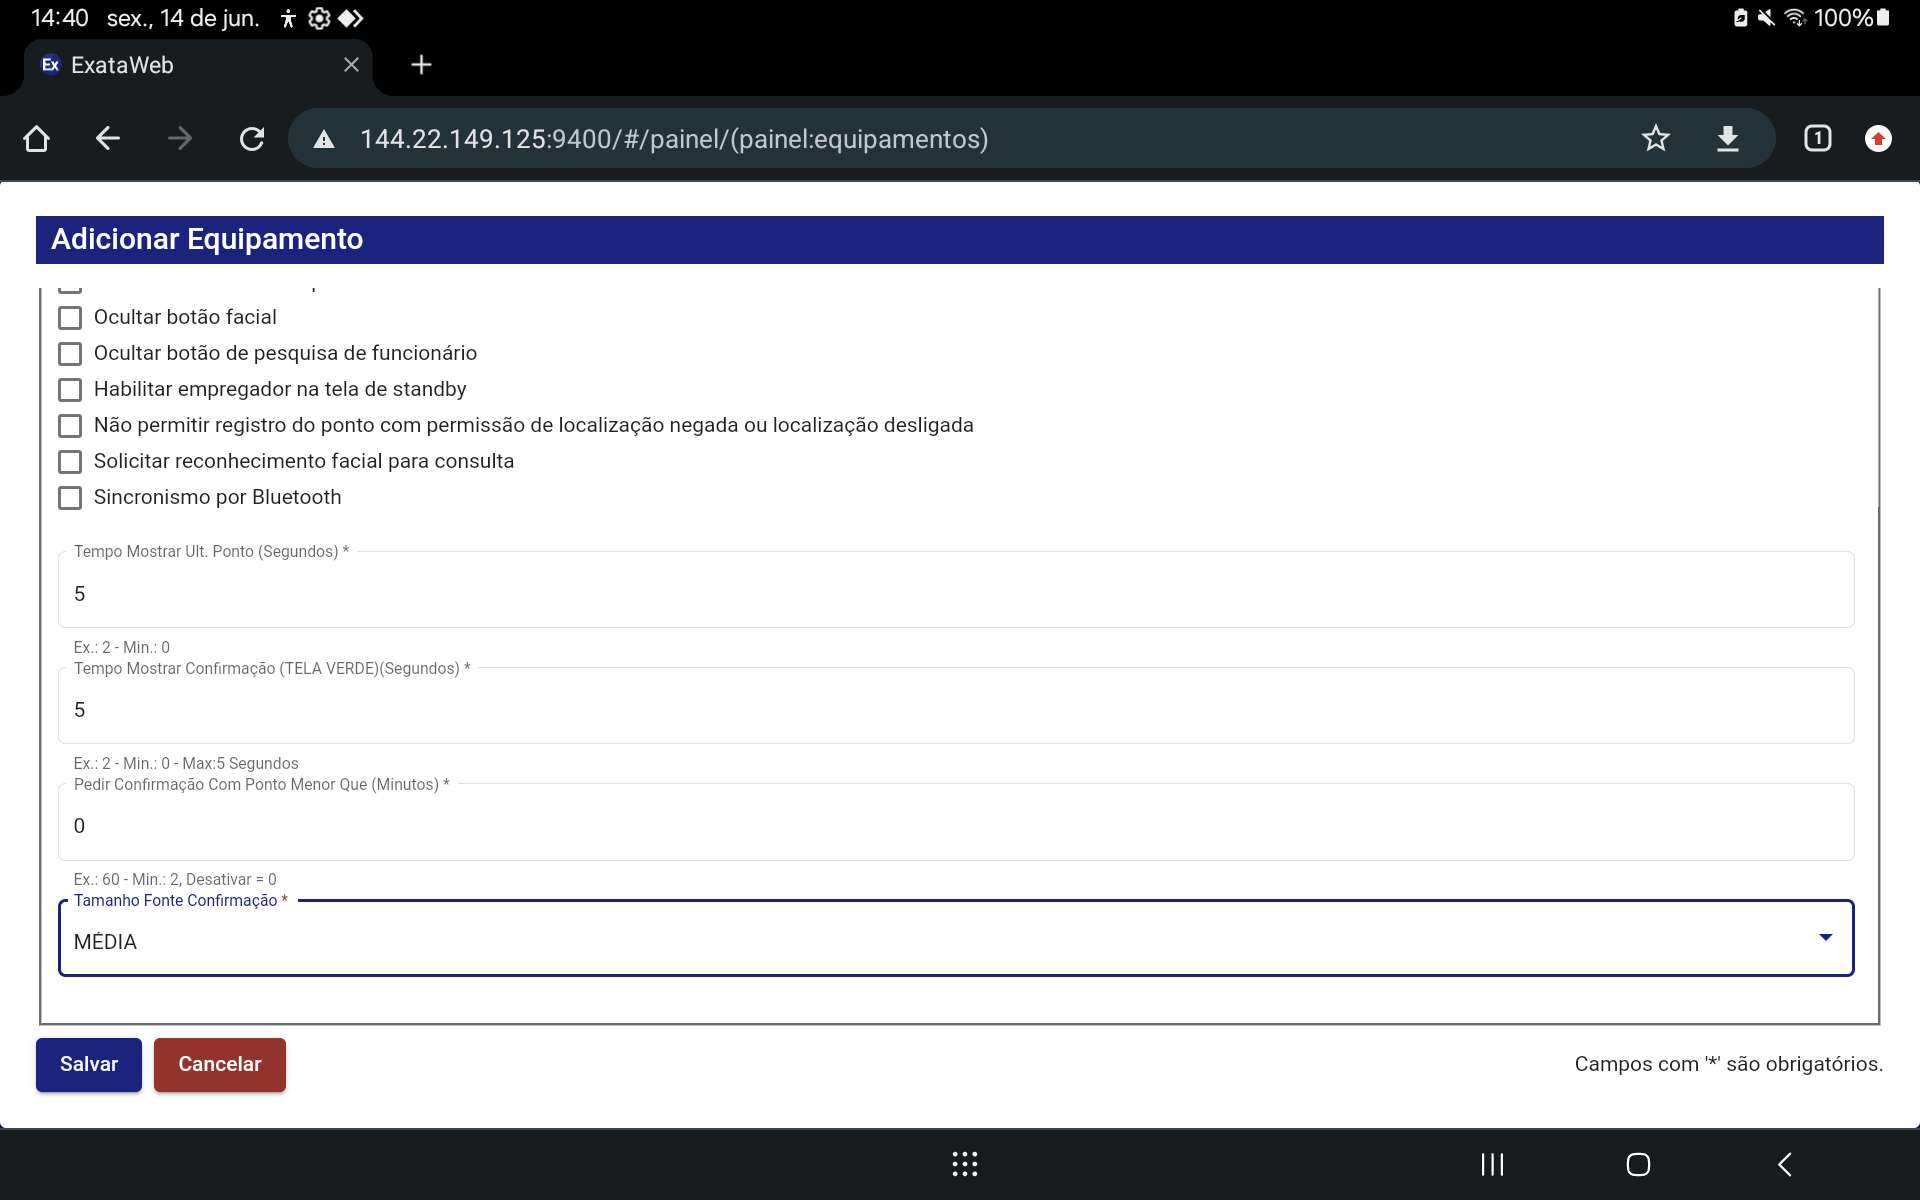 14:40 sex., 14 de jun. 100%
Ex ExataWeb
144.22.149.125:9400/#/painel/(painel:equipamentos) 1
Adicionar Equipamento
Ocultar botão facial
Ocultar botão de pesquisa de funcionário
Habilitar empregador na tela de standby
Não permitir registro do ponto com permissão de localização negada ou localização desligada
Solicitar reconhecimento facial para consulta
Sincronismo por Bluetooth
Tempo Mostrar Ult. Ponto (Segundos) *
5
Ex.: 2 - Min.: 0
Tempo Mostrar Confirmação (TELA VERDE)(Segundos) *
5
Ex.: 2 - Min.: 0 - Max:5 Segundos
Pedir Confirmação Com Ponto Menor Que (Minutos) *
0
Ex.: 60 - Min.: 2, Desativar = 0
Tamanho Fonte Confirmação *
MÉDIA
Salvar Cancelar Campos com '*' são obrigatórios.